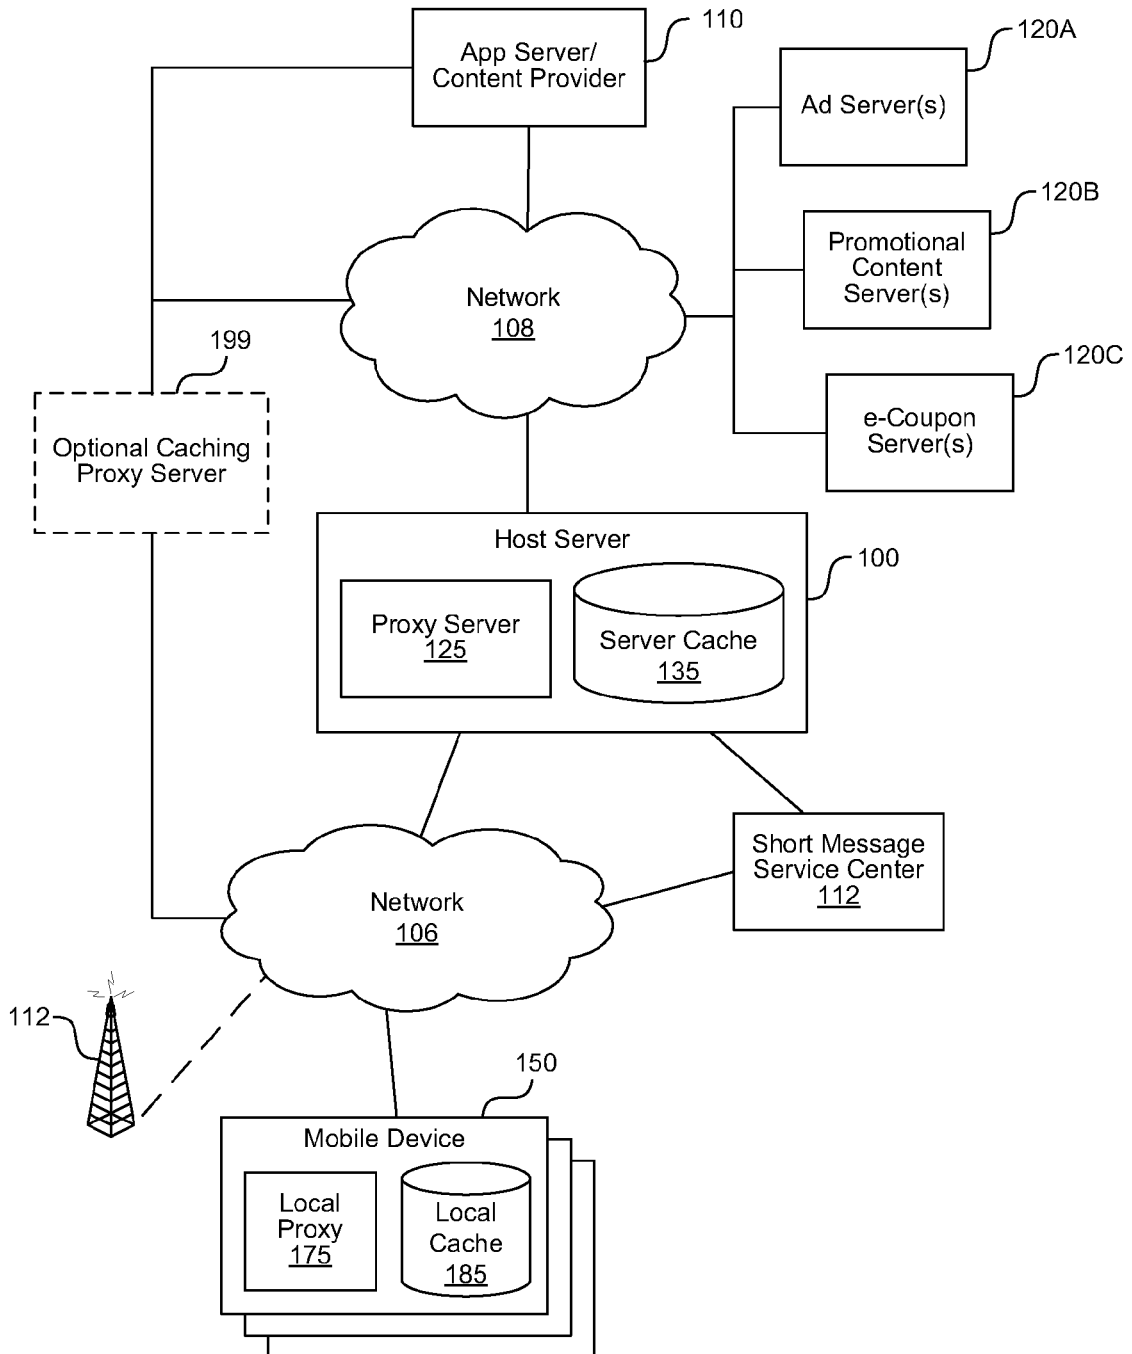 110
App Server/
Content Provider
120A
Ad Server(s)
120B
Promotional
Content
Server(s)
Network
108
199
120C
Optional Caching
Proxy Server
e-Coupon
Server(s)
Host Server
100
Proxy Server
125
Server Cache
135
Short Message
Service Center
112
Network
106
112
150
Mobile Device
Local
Proxy
175
Local
Cache
185